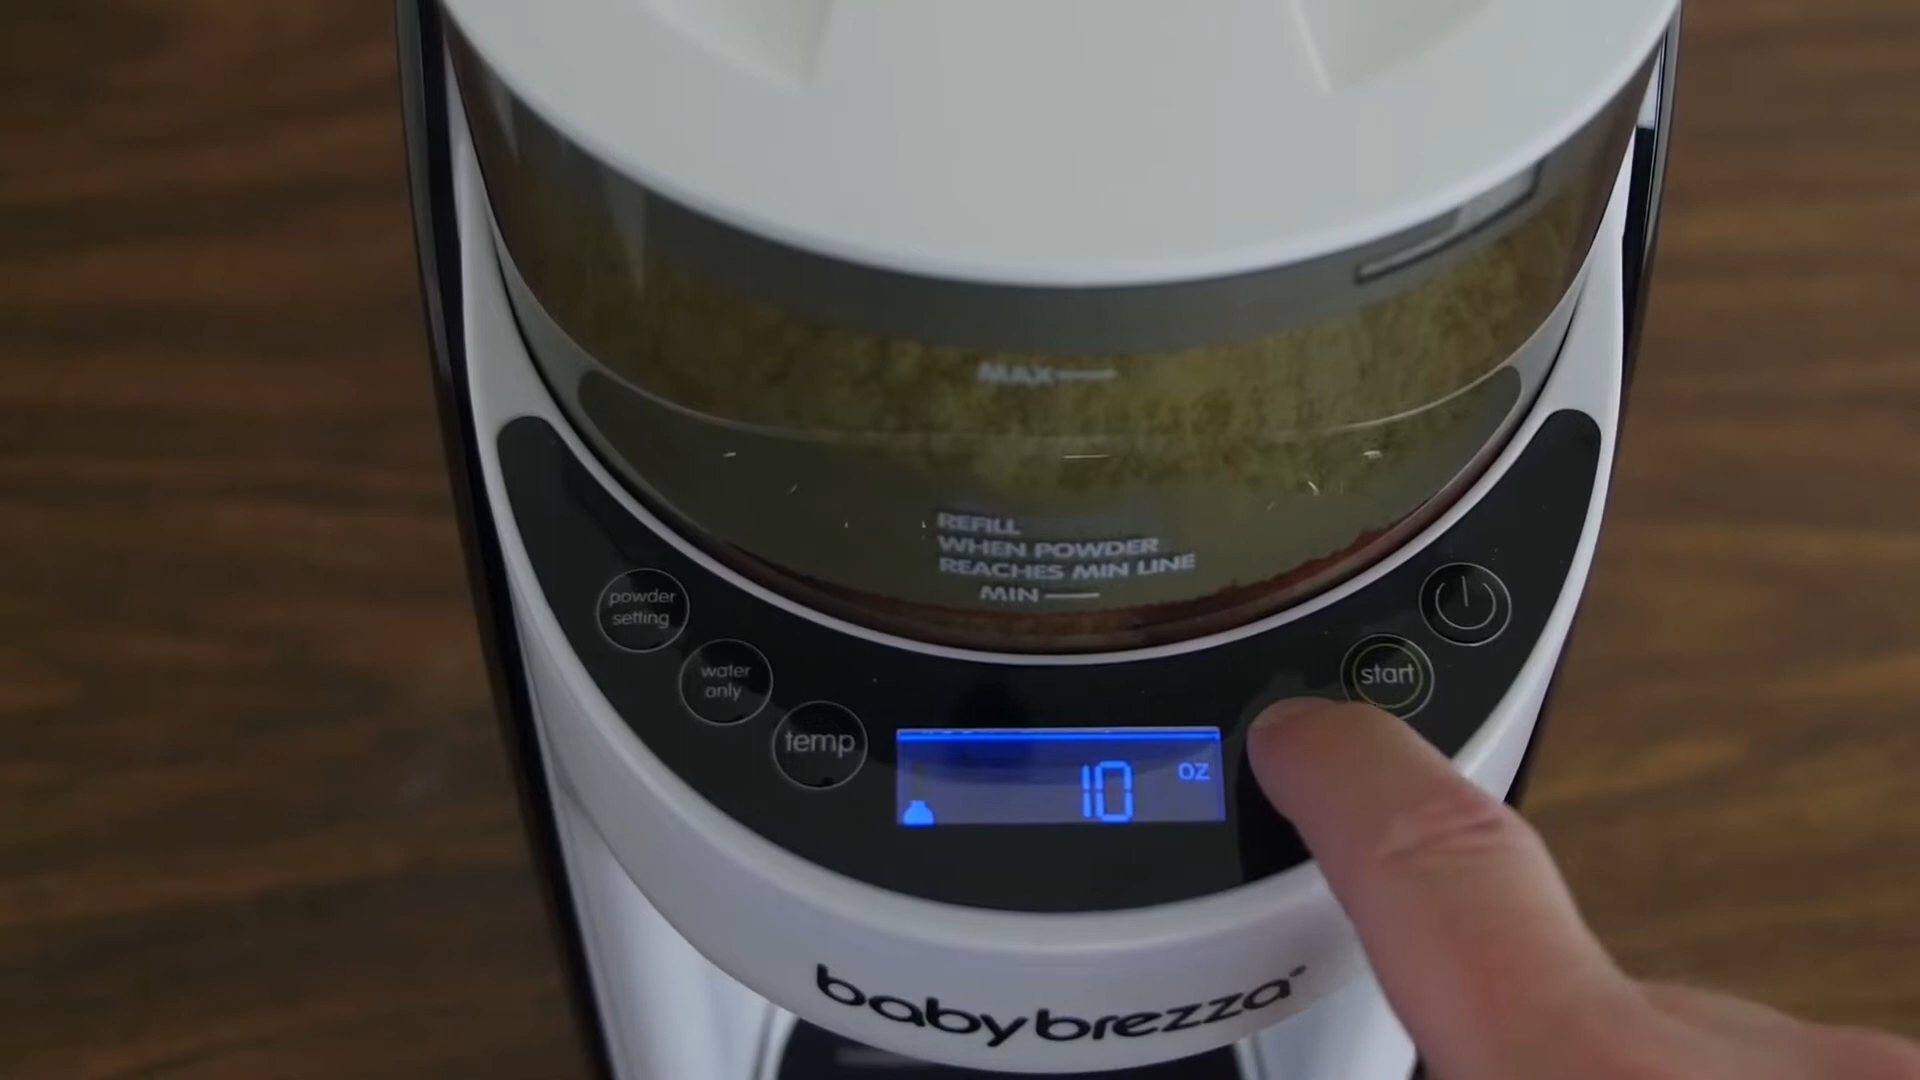 MAX
REFILL
WHEN POWDER
REACHES MIN LINE
MIN
powder
setting
water
only
temp
start
10 oz
babybrezza